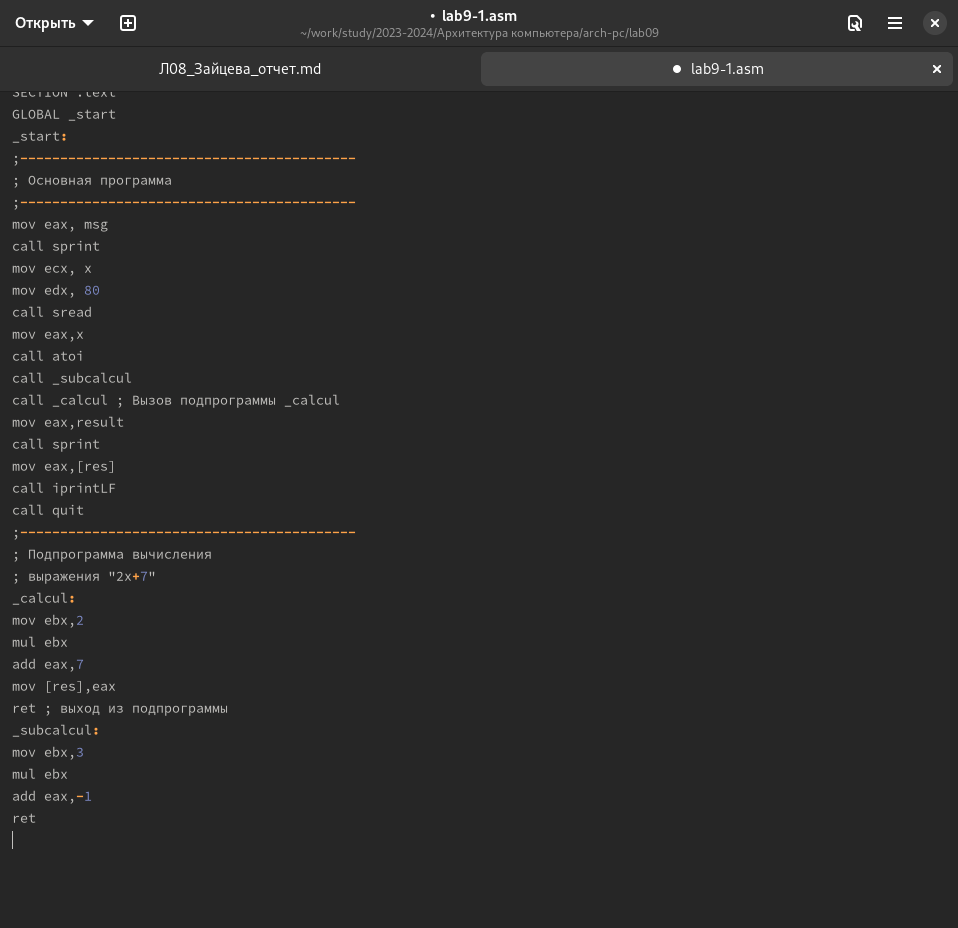 Открыть
• lab9-1.asm
~/work/study/2023-2024/Архитектура компьютера/arch-pc/lab09
Л08_Зайцева_отчет.md
● lab9-1.asm
SECTION .text
GLOBAL _start
_start:
;------------------------------------------
; Основная программа
;------------------------------------------
mov eax, msg
call sprint
mov ecx, x
mov edx, 80
call sread
mov eax,x
call atoi
call _subcalcul
call _calcul ; Вызов подпрограммы _calcul
mov eax,result
call sprint
mov eax,[res]
call iprintLF
call quit
;------------------------------------------
; Подпрограмма вычисления
; выражения "2x+7"
_calcul:
mov ebx,2
mul ebx
add eax,7
mov [res],eax
ret ; выход из подпрограммы
_subcalcul:
mov ebx,3
mul ebx
add eax,-1
ret